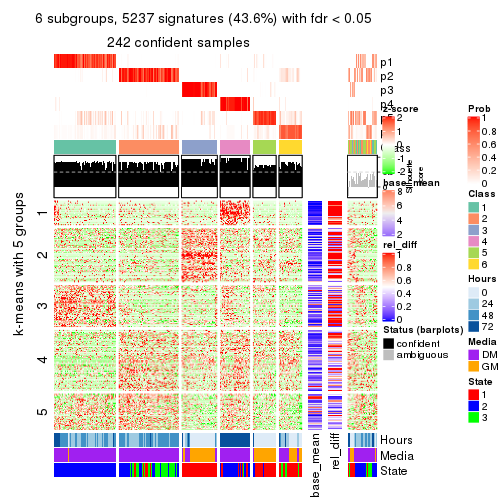 6 subgroups, 5237 signatures (43.6%) with fdr < 0.05
242 confident samples
p1
p2
p3
p4
z-score
2
1
0
-1
-2
Prob
1
0.8
0.6
0.4
0.2
0
Silhouette
score
base_mean
8
6
4
2
Class
1
2
3
4
5
6
rel_diff
1
0.8
0.6
0.4
0.2
0
Hours
0
24
48
72
Status (barplots)
confident
ambiguous
Media
DM
GM
State
1
2
3
k-means with 5 groups
1
2
3
4
5
Hours
Media
State
base_mean
rel_diff